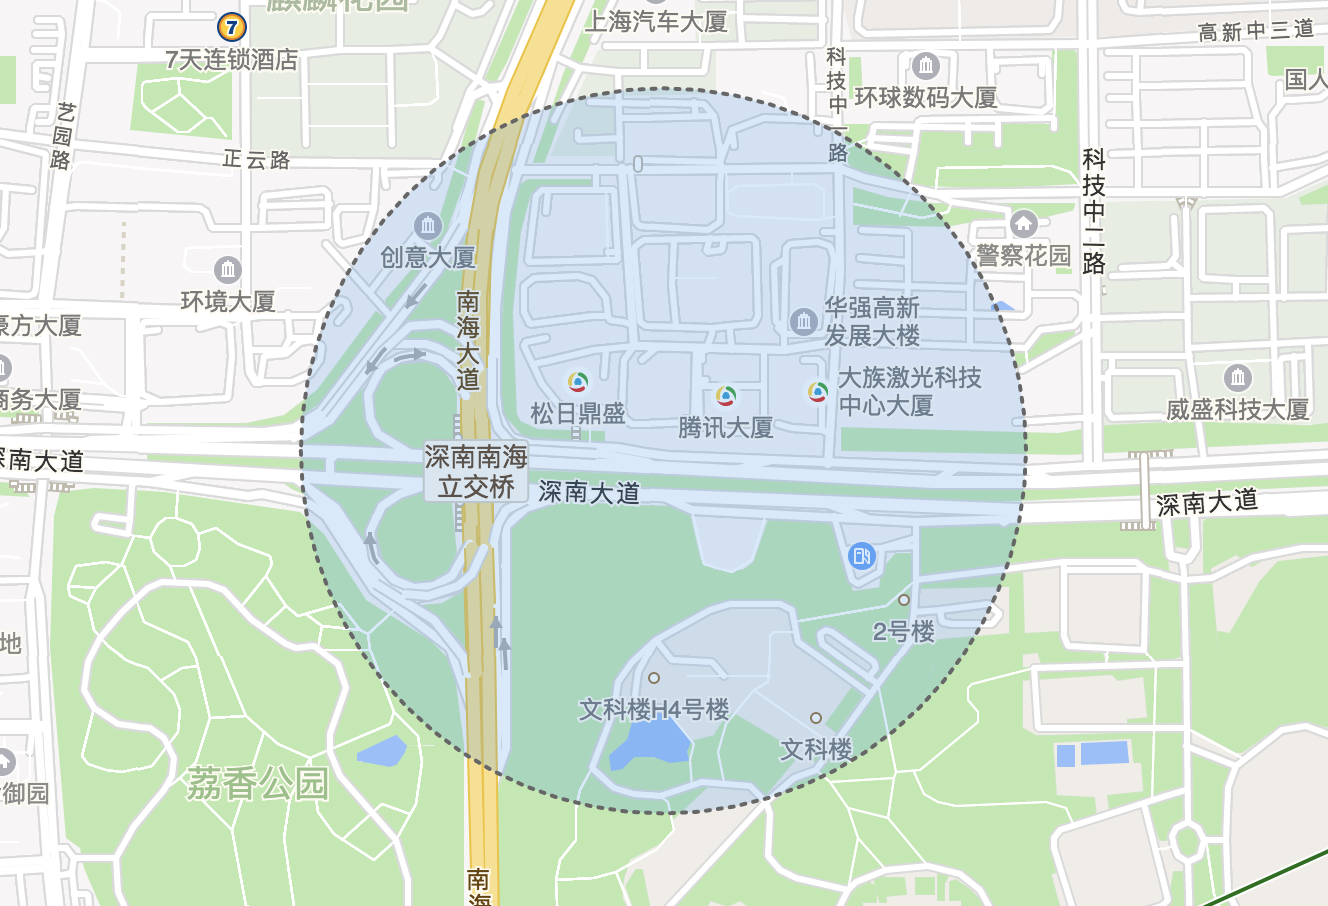 麒麟花园
上海汽车大厦
高新中三道
7
7天连锁酒店
科技中一路
环球数码大厦
国人
艺园路
正云路
科技中二路
创意大厦
警察花园
环境大厦
南海大道
华强高新
发展大楼
豪方大厦
大族激光科技
中心大厦
商务大厦
松日鼎盛
腾讯大厦
威盛科技大厦
深南大道
深南南海
立交桥
深南大道
深南大道
2号楼
地
文科楼H4号楼
文科楼
荔香公园
御园
南海